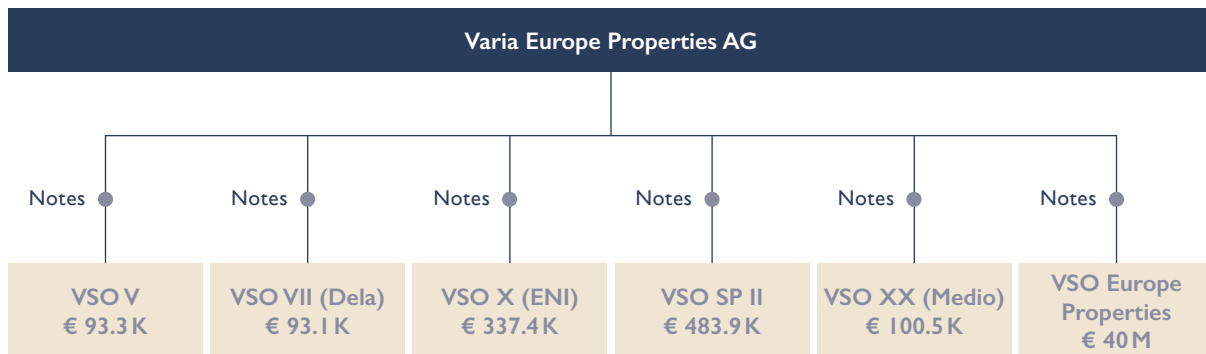 Varia Europe Properties AG
Notes
Notes
Notes
Notes
Notes
Notes
VSO V
€ 93.3 K
VSO VII (Dela)
€ 93.1 K
VSO X (ENI)
€ 337.4 K
VSO SP II
€ 483.9 K
VSO XX (Medio)
€ 100.5 K
VSO Europe
Properties
€ 40 M